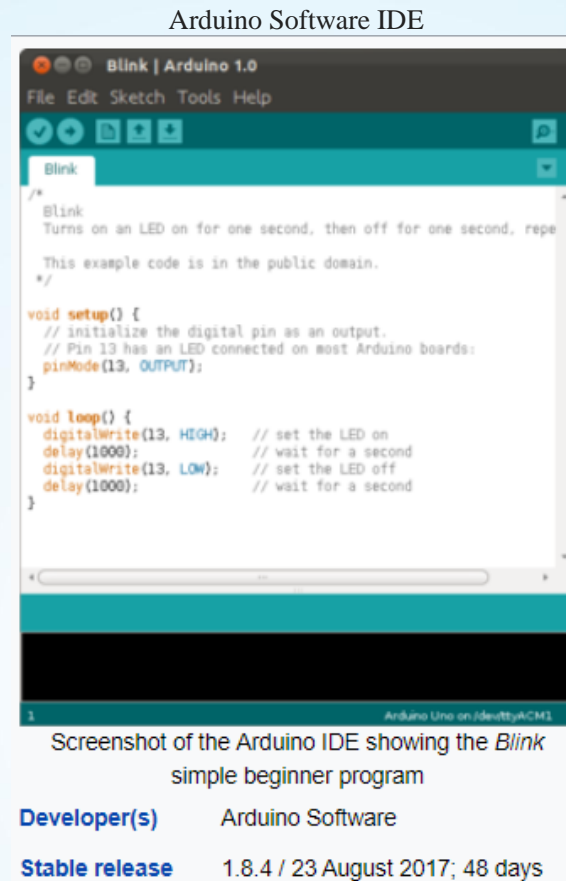 Arduino Software IDE
Blink | Arduino 1.0
File Edit Sketch Tools Help
Blink
/*
  Blink
  Turns on an LED on for one second, then off for one second, repe

  This example code is in the public domain.
 */

void setup() {
  // initialize the digital pin as an output.
  // Pin 13 has an LED connected on most Arduino boards:
  pinMode(13, OUTPUT);
}

void loop() {
  digitalWrite(13, HIGH);   // set the LED on
  delay(1000);              // wait for a second
  digitalWrite(13, LOW);    // set the LED off
  delay(1000);              // wait for a second
}
1 Arduino Uno on /dev/ttyACM1
Screenshot of the Arduino IDE showing the Blink
simple beginner program
Developer(s) Arduino Software
Stable release 1.8.4 / 23 August 2017; 48 days